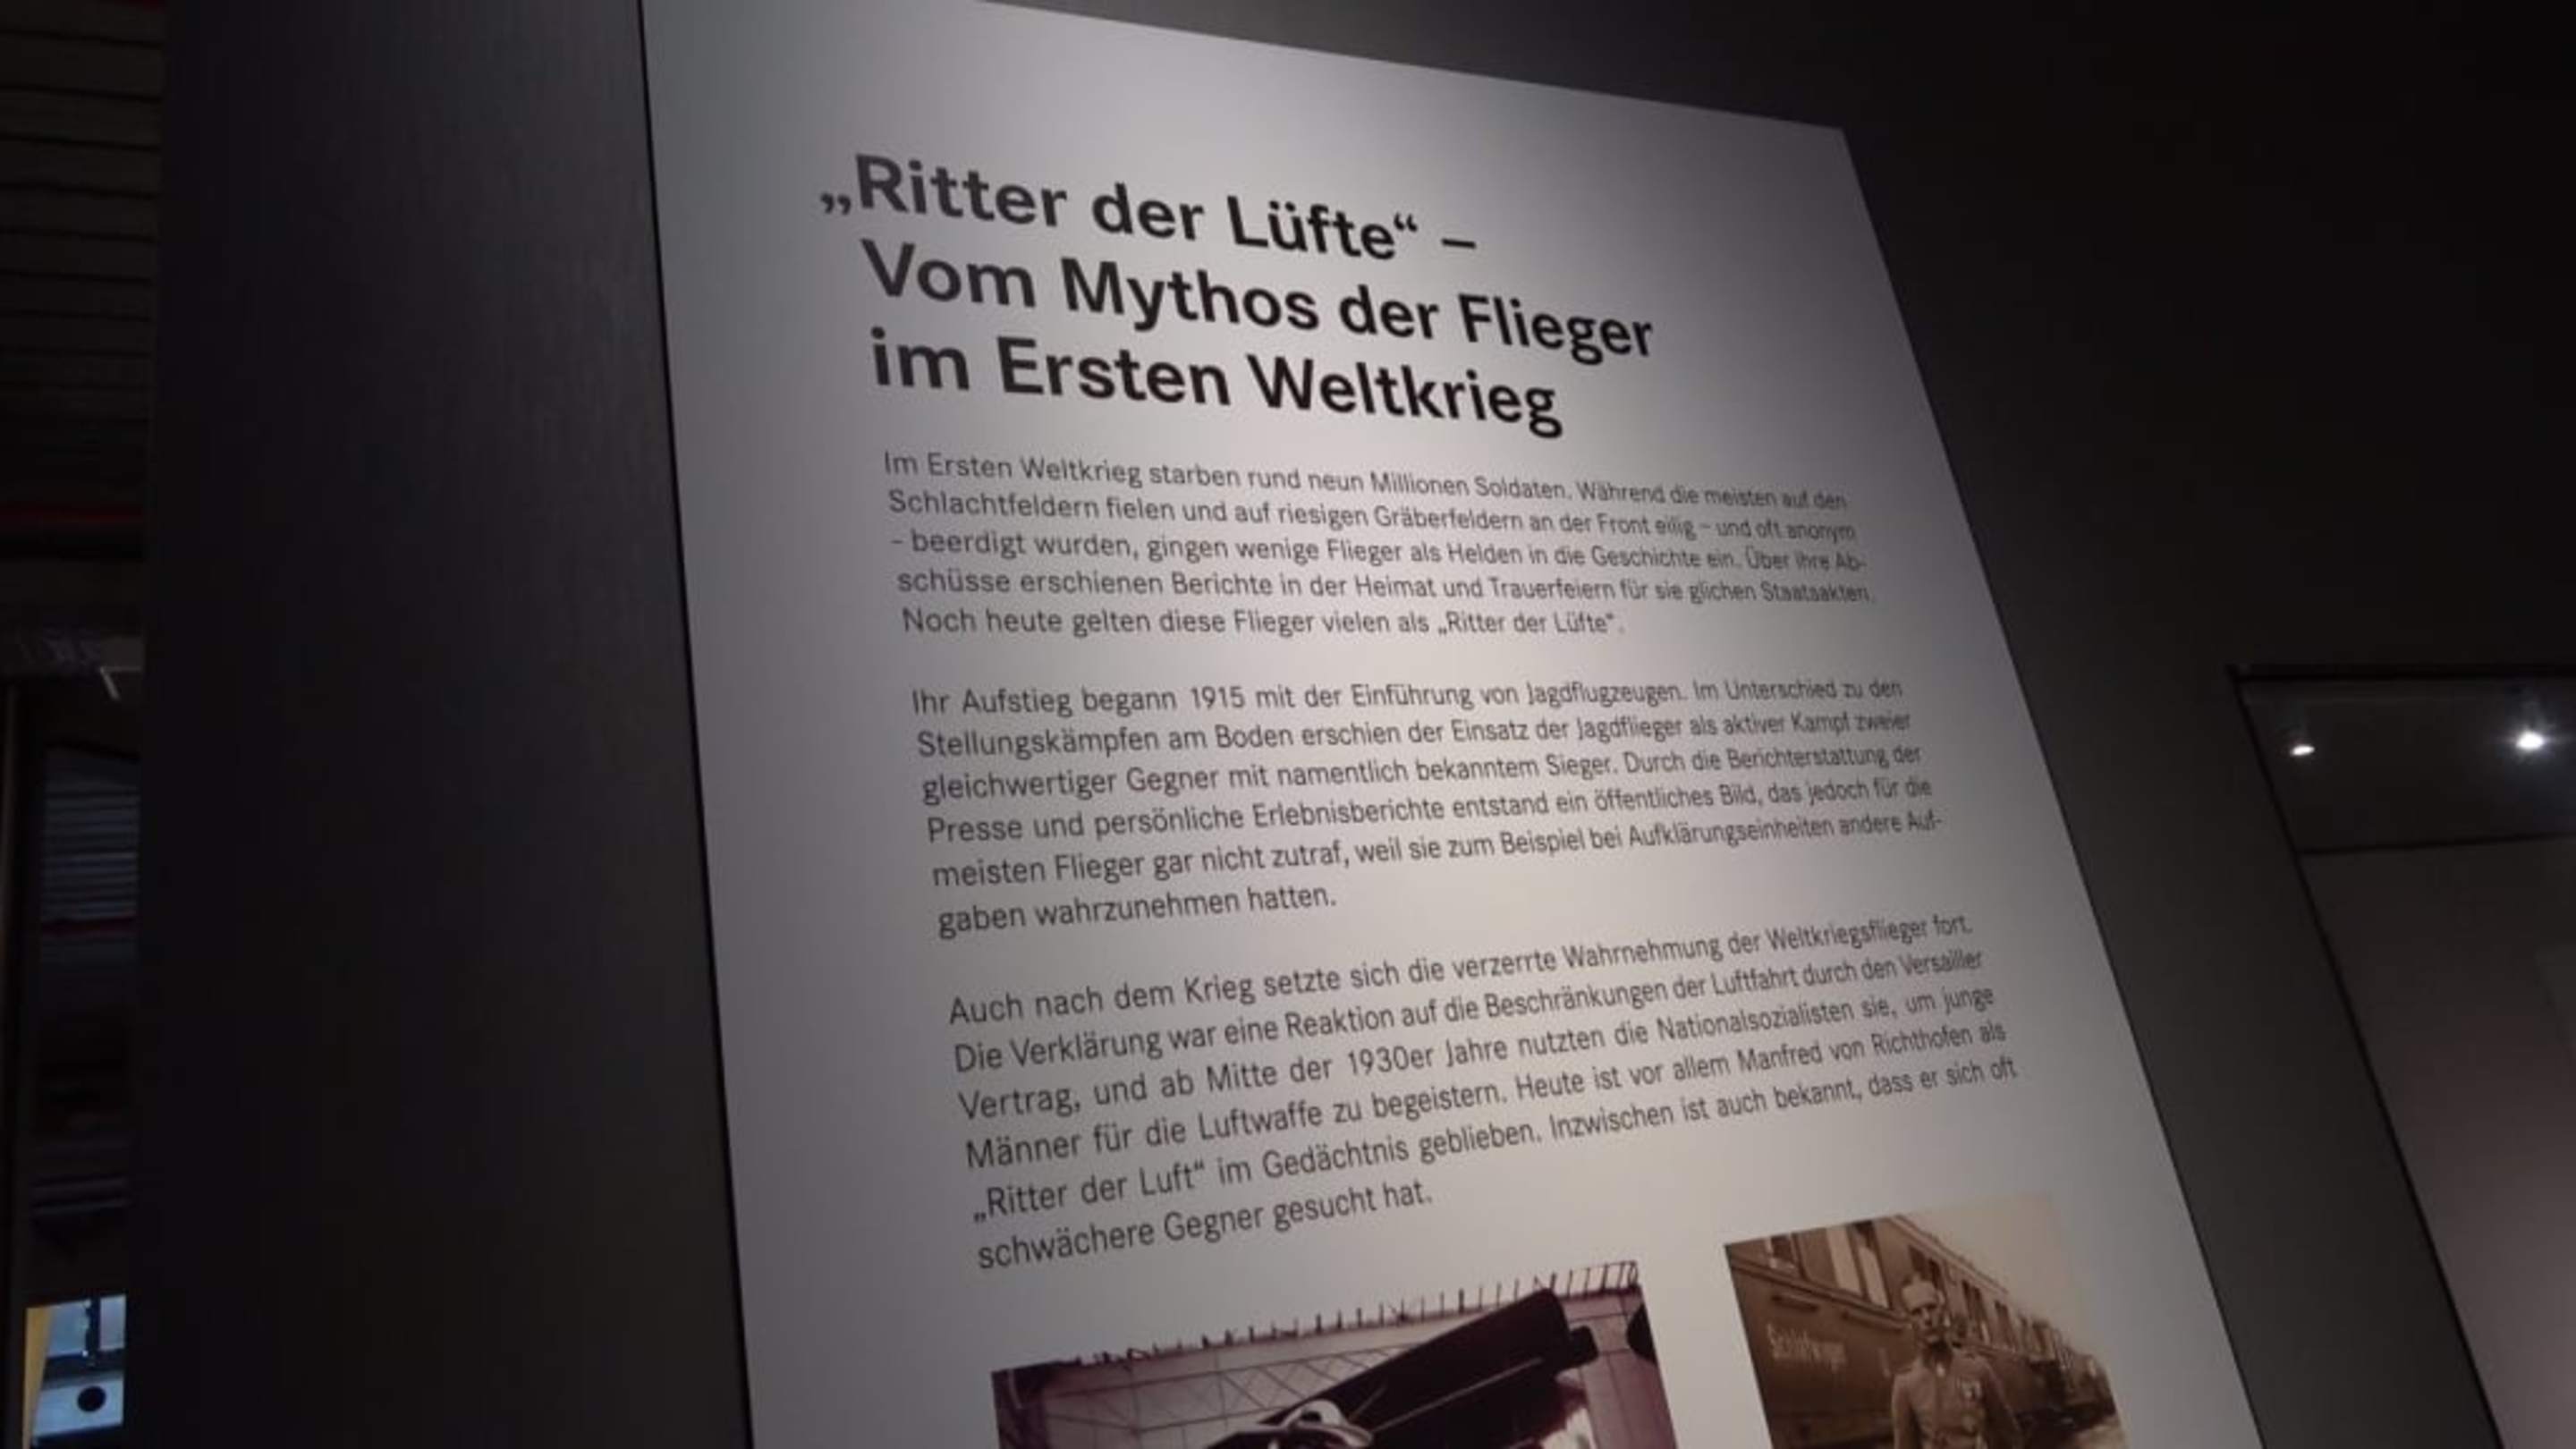 „Ritter der Lüfte“ –
Vom Mythos der Flieger
im Ersten Weltkrieg
Im Ersten Weltkrieg starben rund neun Millionen Soldaten. Während die meisten auf den
Schlachtfeldern fielen und auf riesigen Gräberfeldern an der Front eilig – und oft anonym
– beerdigt wurden, gingen wenige Flieger als Helden in die Geschichte ein. Über ihre Ab-
schüsse erschienen Berichte in der Heimat und Trauerfeiern für sie glichen Staatsakten.
Noch heute gelten diese Flieger vielen als „Ritter der Lüfte“.
Ihr Aufstieg begann 1915 mit der Einführung von Jagdflugzeugen. Im Unterschied zu den
Stellungskämpfen am Boden erschien der Einsatz der Jagdflieger als aktiver Kampf zweier
gleichwertiger Gegner mit namentlich bekanntem Sieger. Durch die Berichterstattung der
Presse und persönliche Erlebnisberichte entstand ein öffentliches Bild, das jedoch für die
meisten Flieger gar nicht zutraf, weil sie zum Beispiel bei Aufklärungseinheiten andere Auf-
gaben wahrzunehmen hatten.
Auch nach dem Krieg setzte sich die verzerrte Wahrnehmung der Weltkriegsflieger fort.
Die Verklärung war eine Reaktion auf die Beschränkungen der Luftfahrt durch den Versailler
Vertrag, und ab Mitte der 1930er Jahre nutzten die Nationalsozialisten sie, um junge
Männer für die Luftwaffe zu begeistern. Heute ist vor allem Manfred von Richthofen als
„Ritter der Luft“ im Gedächtnis geblieben. Inzwischen ist auch bekannt, dass er sich oft
schwächere Gegner gesucht hat.